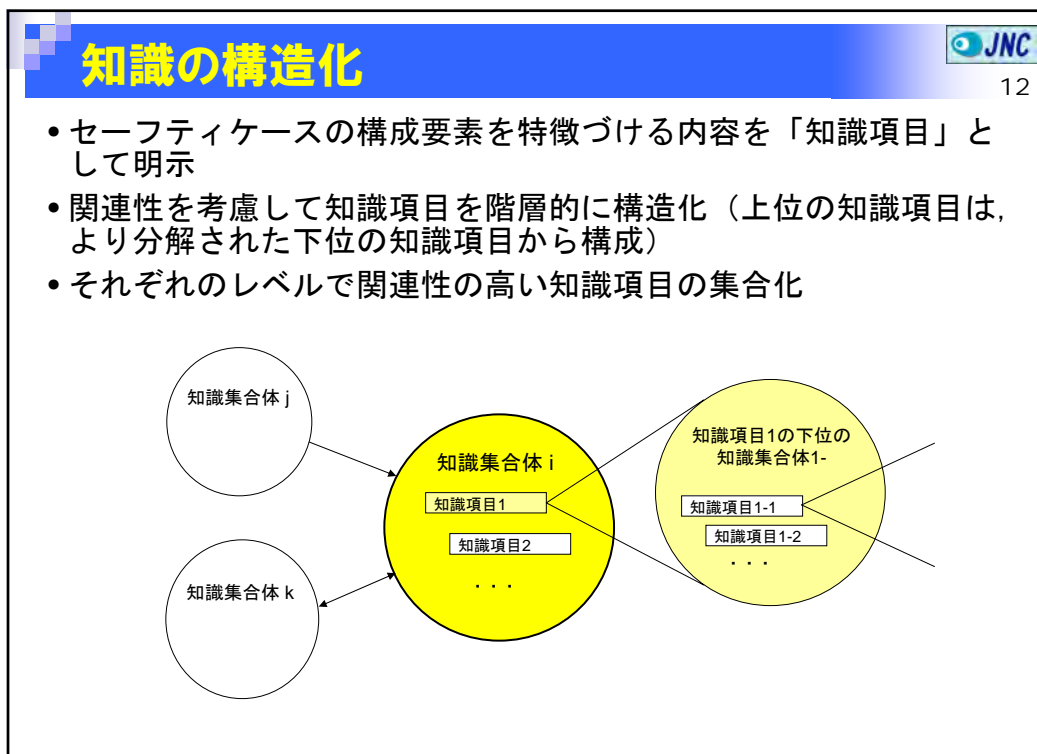 知識の構造化
JNC
12
•セーフティケースの構成要素を特徴づける内容を「知識項目」と
して明示
•関連性を考慮して知識項目を階層的に構造化（上位の知識項目は，
より分解された下位の知識項目から構成）
•それぞれのレベルで関連性の高い知識項目の集合化
知識集合体 j
知識集合体 i
知識項目1
知識項目2
・・・
知識項目1の下位の
知識集合体1-
知識項目1-1
知識項目1-2
・・・
知識集合体 k